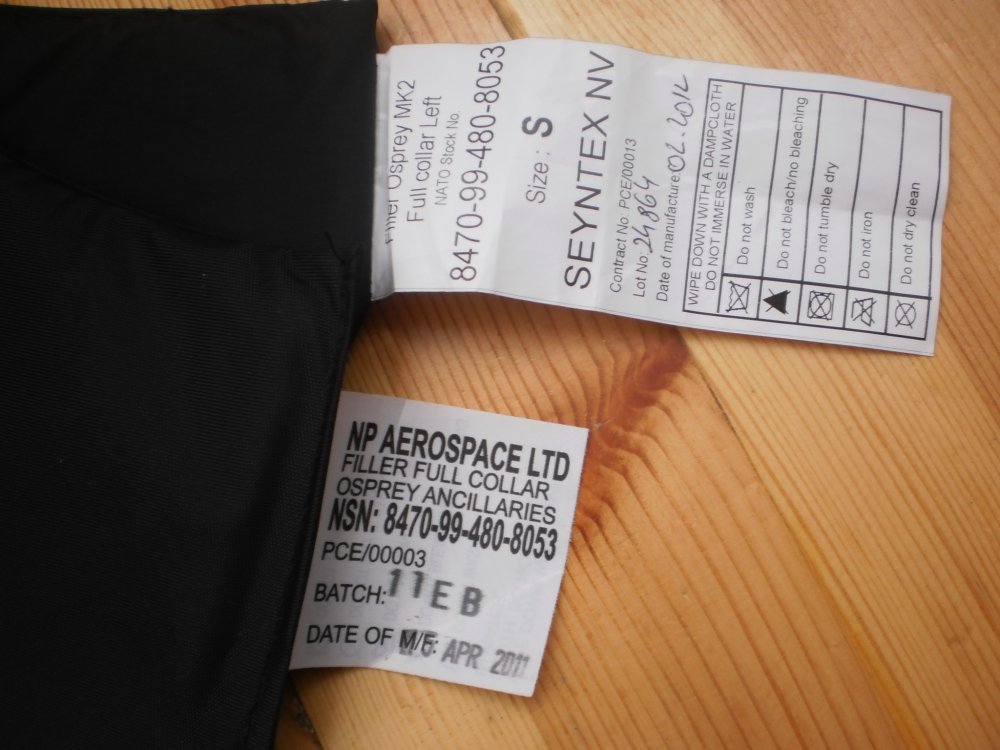 Filler Osprey MK2
Full collar Left
NATO Stock No.
8470-99-480-8053
Size: S
SEYNTEX NV
Contract No: PCE/00013
Lot No: 24864
Date of manufacture: 02.2012
WIPE DOWN WITH A DAMPCLOTH
DO NOT IMMERSE IN WATER
Do not wash
Do not bleach/no bleaching
Do not tumble dry
Do not iron
Do not dry clean
NP AEROSPACE LTD
FILLER FULL COLLAR
OSPREY ANCILLARIES
NSN: 8470-99-480-8053
PCE/00003
BATCH: 11EB
DATE OF M/F: APR 2011